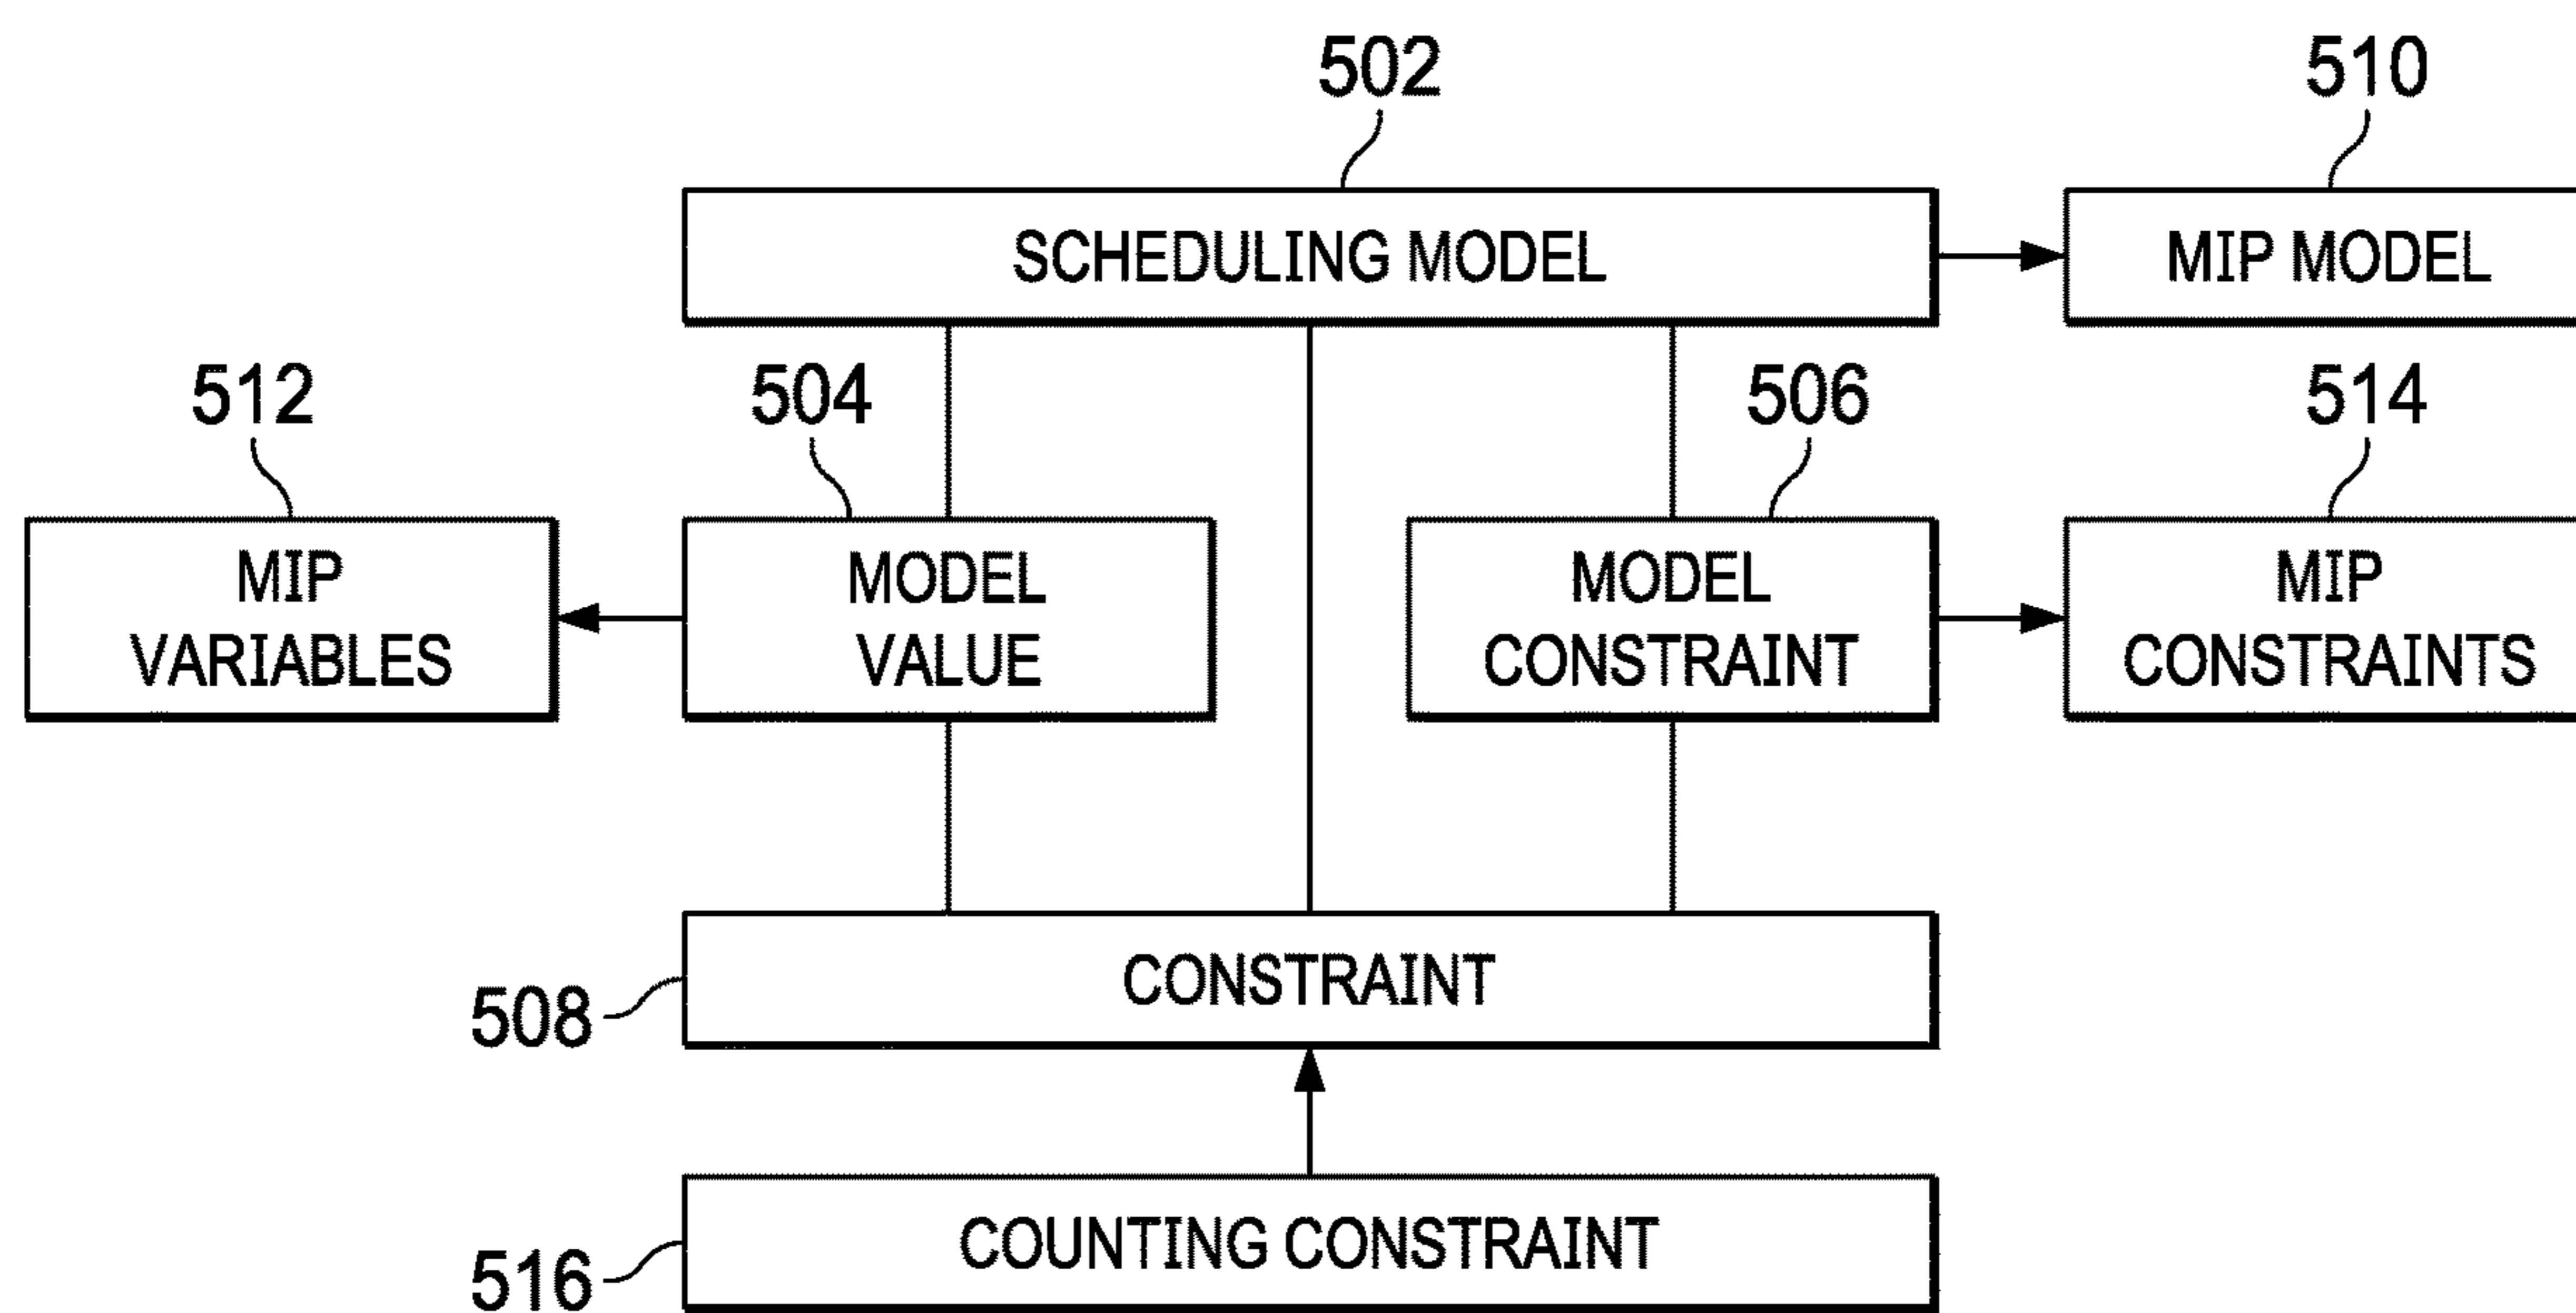 502
510
SCHEDULING MODEL
MIP MODEL
512
504
506
514
MIP
VARIABLES
MODEL
VALUE
MODEL
CONSTRAINT
MIP
CONSTRAINTS
CONSTRAINT
508
COUNTING CONSTRAINT
516